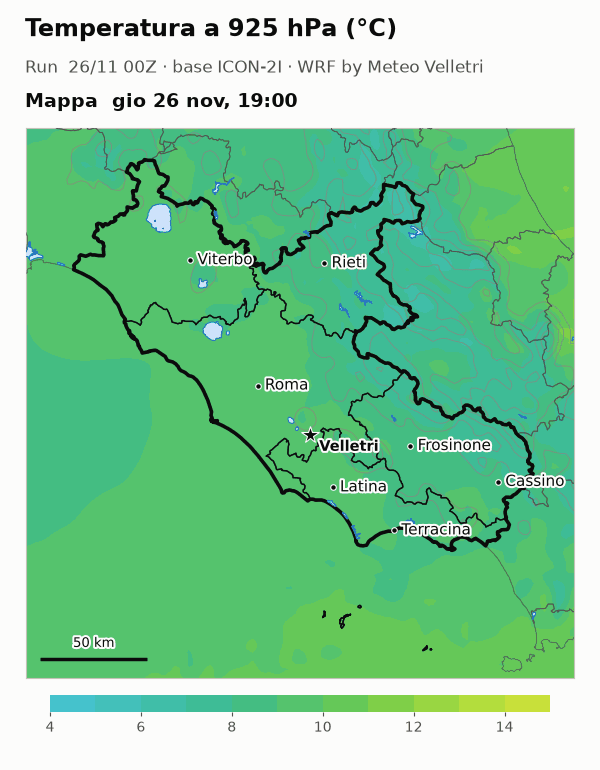 Temperatura a 925 hPa (°C)
Run  26/11 00Z · base ICON-2I · WRF by Meteo Velletri
Mappa  gio 26 nov, 19:00
Viterbo
Rieti
Roma
Velletri
Frosinone
Latina
Cassino
Terracina
50 km
4 6 8 10 12 14